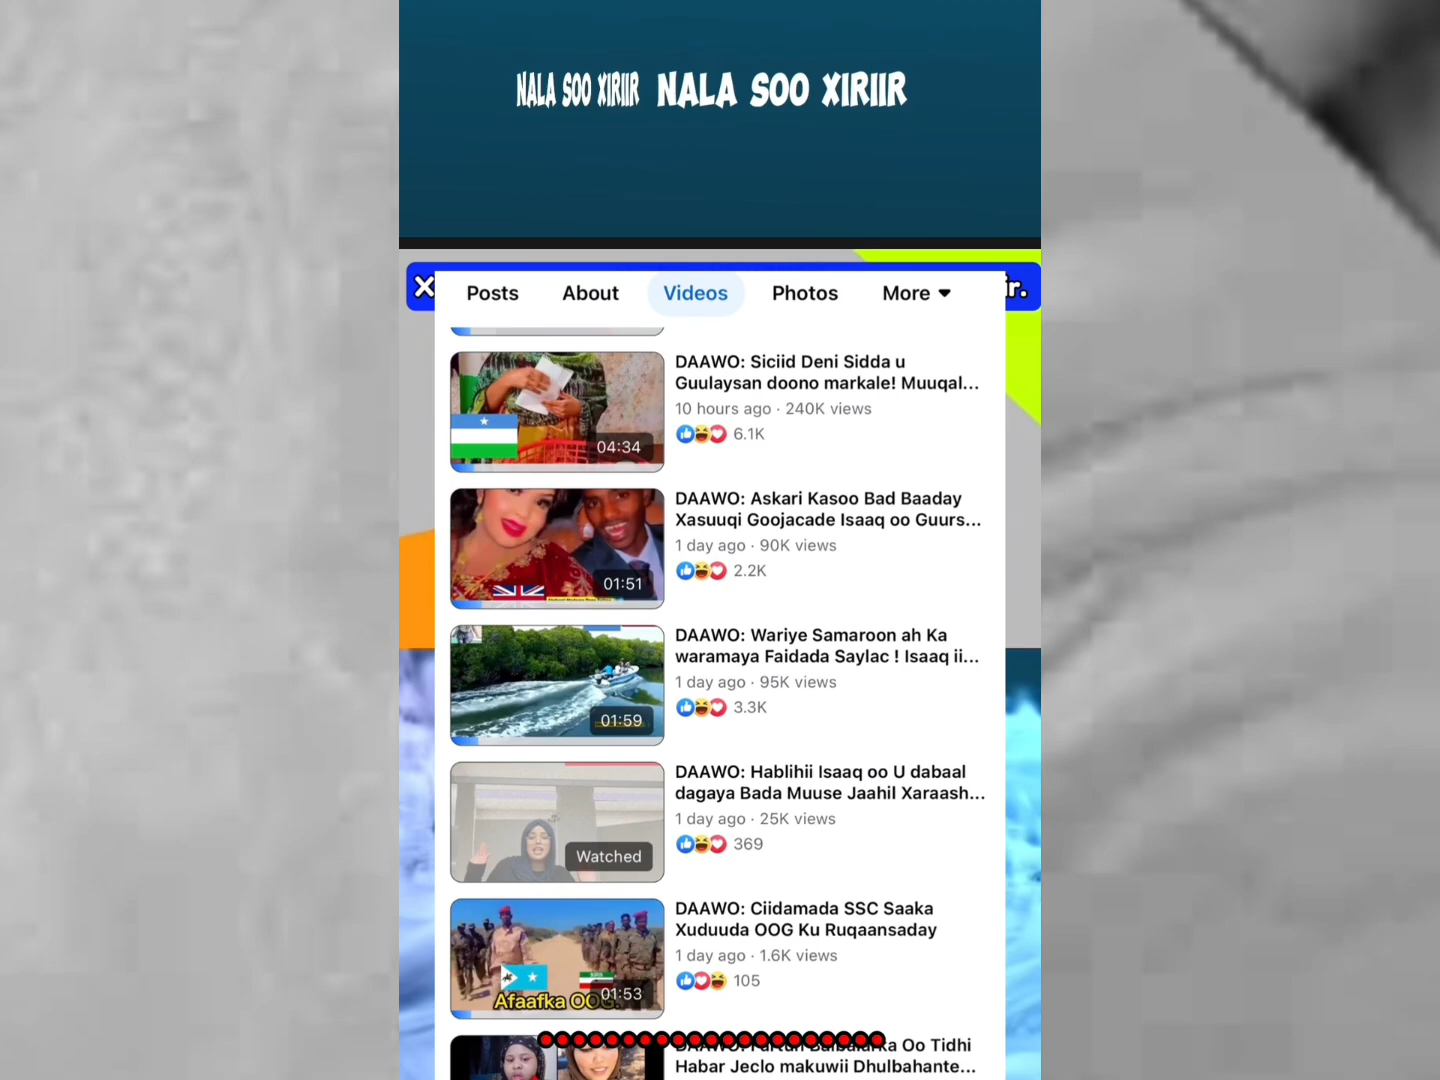 NALA SOO XIRIIR NALA SOO XIRIIR
X
ir.
Posts About Videos Photos More
DAAWO: Siciid Deni Sidda u
Guulaysan doono markale! Muuqal...
10 hours ago · 240K views
6.1K
04:34
DAAWO: Askari Kasoo Bad Baaday
Xasuuqi Goojacade Isaaq oo Guurs...
1 day ago · 90K views
2.2K
01:51
DAAWO: Wariye Samaroon ah Ka
waramaya Faidada Saylac ! Isaaq ii...
1 day ago · 95K views
3.3K
01:59
DAAWO: Hablihii Isaaq oo U dabaal
dagaya Bada Muuse Jaahil Xaraash...
1 day ago · 25K views
369
Watched
DAAWO: Ciidamada SSC Saaka
Xuduuda OOG Ku Ruqaansaday
1 day ago · 1.6K views
105
Afaafka OOG
01:53
Oo Tidhi
Habar Jeclo makuwii Dhulbahante...